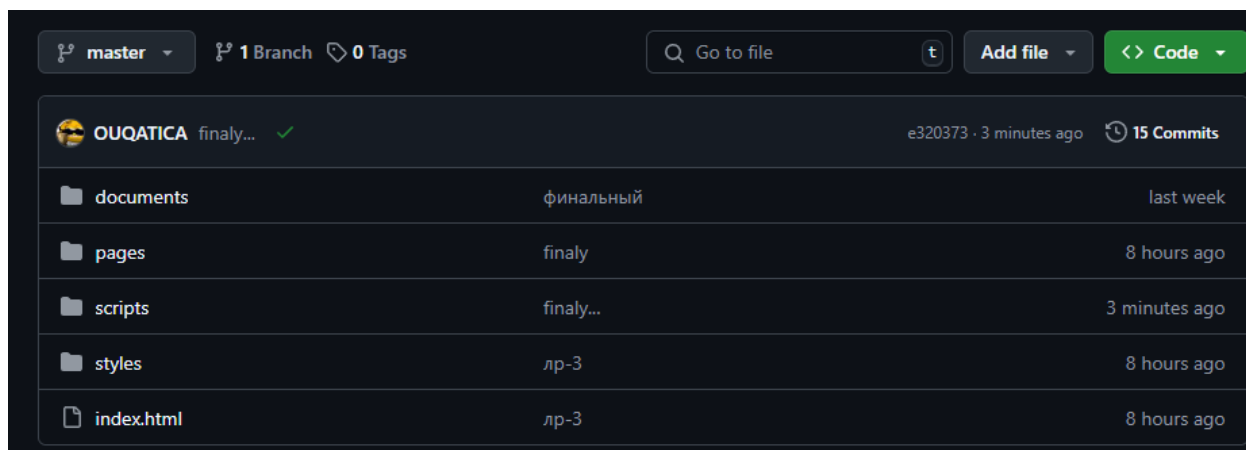 master 1 Branch 0 Tags Go to file t Add file <> Code
OUQATICA finaly... e320373 · 3 minutes ago 15 Commits
documents финальный last week
pages finaly 8 hours ago
scripts finaly... 3 minutes ago
styles лр-3 8 hours ago
index.html лр-3 8 hours ago